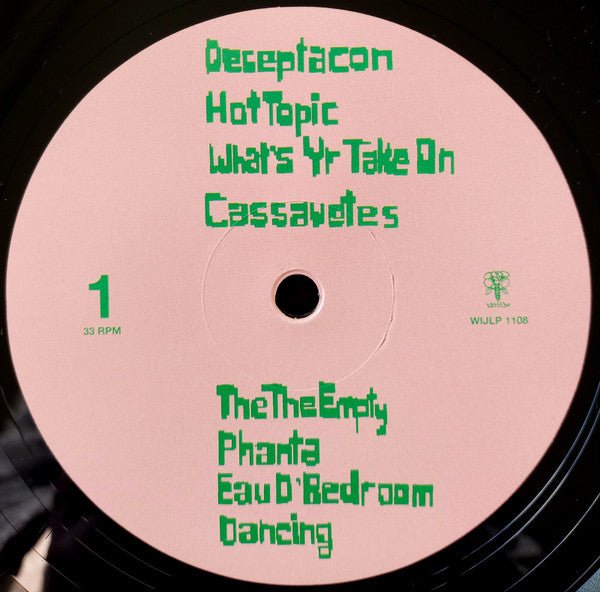 Deceptacon
Hot Topic
What's Yr Take On
Cassavetes
1
33 RPM
WIJLP 1108
The The Empty
Phanta
Eau D'Bedroom
Dancing